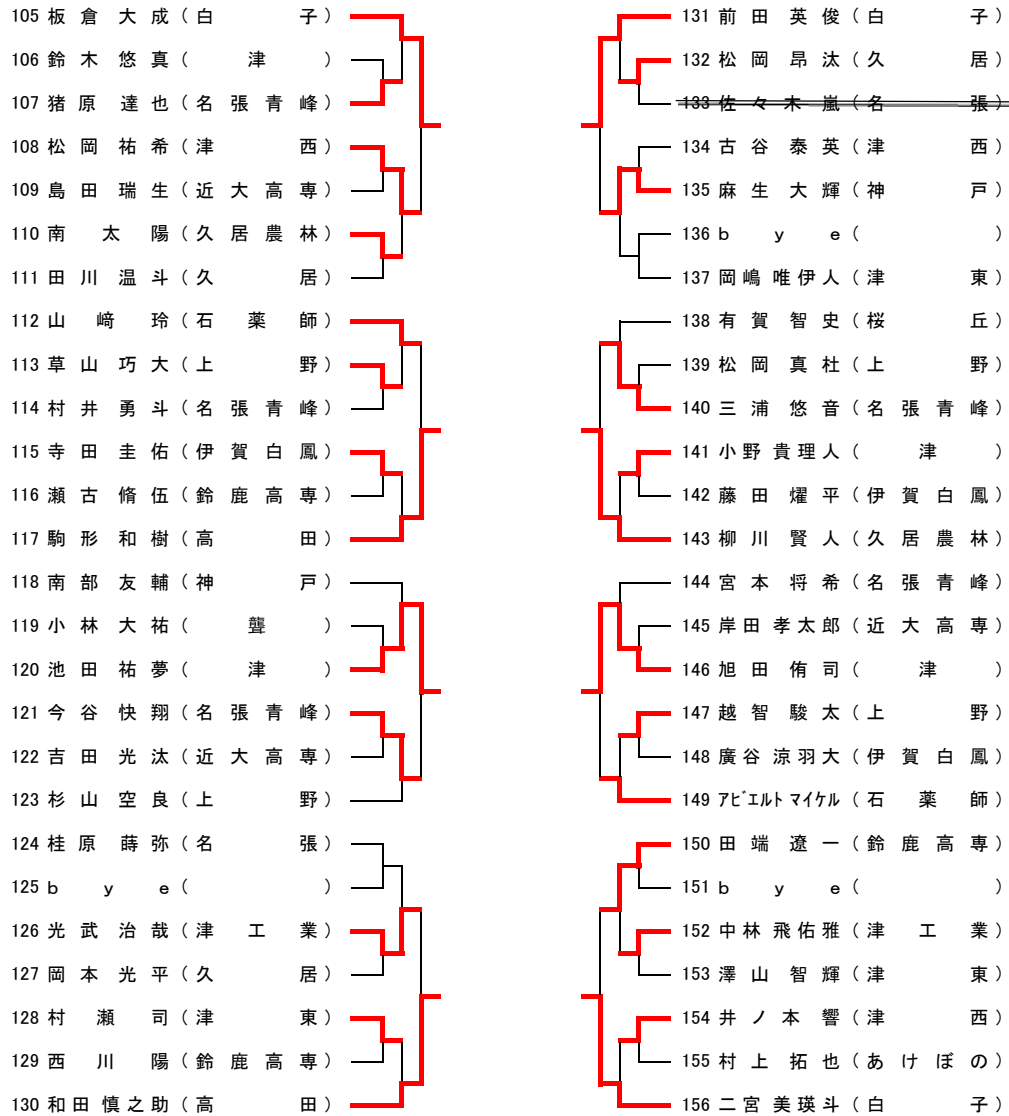 105 板倉大成（白子）
106 鈴木悠真（津）
107 猪原達也（名張青峰）
108 松岡祐希（津西）
109 島田瑞生（近大高専）
110 南太陽（久居農林）
111 田川温斗（久居）
112 山﨑玲（石薬師）
113 草山巧大（上野）
114 村井勇斗（名張青峰）
115 寺田圭佑（伊賀白鳳）
116 瀬古脩伍（鈴鹿高専）
117 駒形和樹（高田）
118 南部友輔（神戸）
119 小林大祐（聾）
120 池田祐夢（津）
121 今谷快翔（名張青峰）
122 吉田光汰（近大高専）
123 杉山空良（上野）
124 桂原蒔弥（名張）
125 ｂｙｅ（）
126 光武治哉（津工業）
127 岡本光平（久居）
128 村瀬司（津東）
129 西川陽（鈴鹿高専）
130 和田慎之助（高田）
131 前田英俊（白子）
132 松岡昂汰（久居）
133 佐々木嵐（名張）
134 古谷泰英（津西）
135 麻生大輝（神戸）
136 ｂｙｅ（）
137 岡嶋唯伊人（津東）
138 有賀智史（桜丘）
139 松岡真杜（上野）
140 三浦悠音（名張青峰）
141 小野貴理人（津）
142 藤田燿平（伊賀白鳳）
143 柳川賢人（久居農林）
144 宮本将希（名張青峰）
145 岸田孝太郎（近大高専）
146 旭田侑司（津）
147 越智駿太（上野）
148 廣谷涼羽大（伊賀白鳳）
149 ｱﾋﾞｴﾙﾄ ﾏｲｹﾙ（石薬師）
150 田端遼一（鈴鹿高専）
151 ｂｙｅ（）
152 中林飛佑雅（津工業）
153 澤山智輝（津東）
154 井ノ本響（津西）
155 村上拓也（あけぼの）
156 二宮美瑛斗（白子）